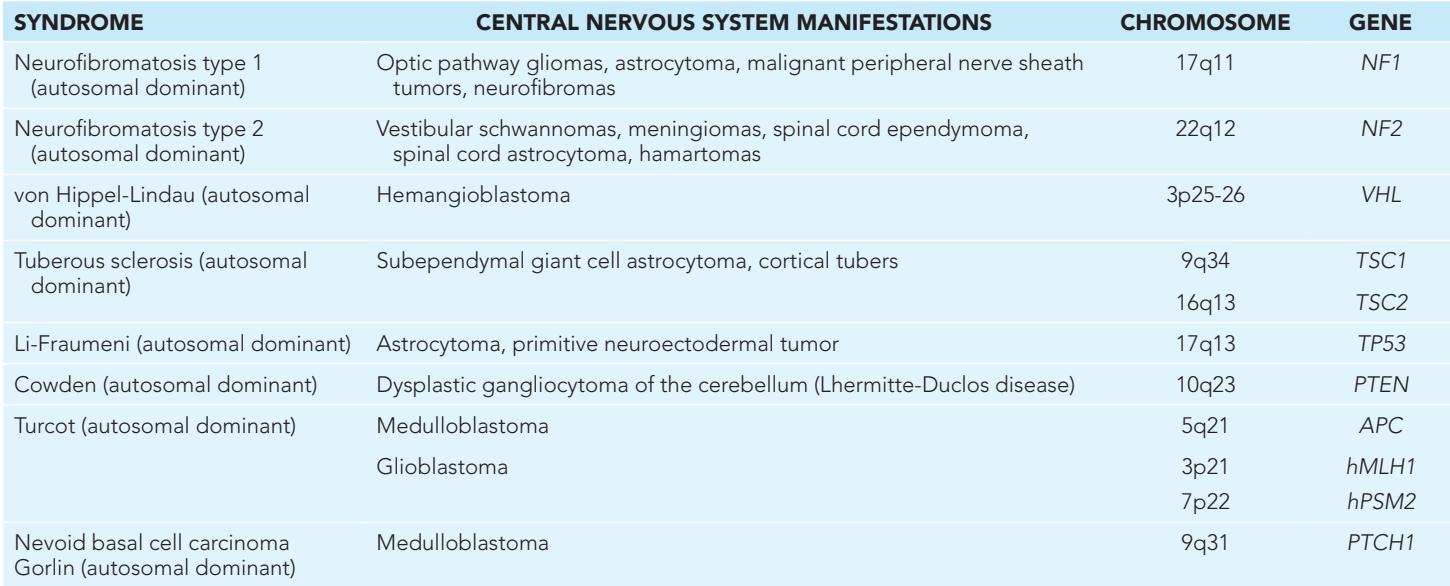 SYNDROME CENTRAL NERVOUS SYSTEM MANIFESTATIONS CHROMOSOME GENE
Neurofibromatosis type 1 Optic pathway gliomas, astrocytoma, malignant peripheral nerve sheath 17q11 NF1
(autosomal dominant) tumors, neurofibromas
Neurofibromatosis type 2 Vestibular schwannomas, meningiomas, spinal cord ependymoma, 22q12 NF2
(autosomal dominant) spinal cord astrocytoma, hamartomas
von Hippel-Lindau (autosomal Hemangioblastoma 3p25-26 VHL
dominant)
Tuberous sclerosis (autosomal Subependymal giant cell astrocytoma, cortical tubers 9q34 TSC1
dominant)
16q13 TSC2
Li-Fraumeni (autosomal dominant) Astrocytoma, primitive neuroectodermal tumor 17q13 TP53
Cowden (autosomal dominant) Dysplastic gangliocytoma of the cerebellum (Lhermitte-Duclos disease) 10q23 PTEN
Turcot (autosomal dominant) Medulloblastoma 5q21 APC
Glioblastoma 3p21 hMLH1
7p22 hPSM2
Nevoid basal cell carcinoma Medulloblastoma 9q31 PTCH1
Gorlin (autosomal dominant)